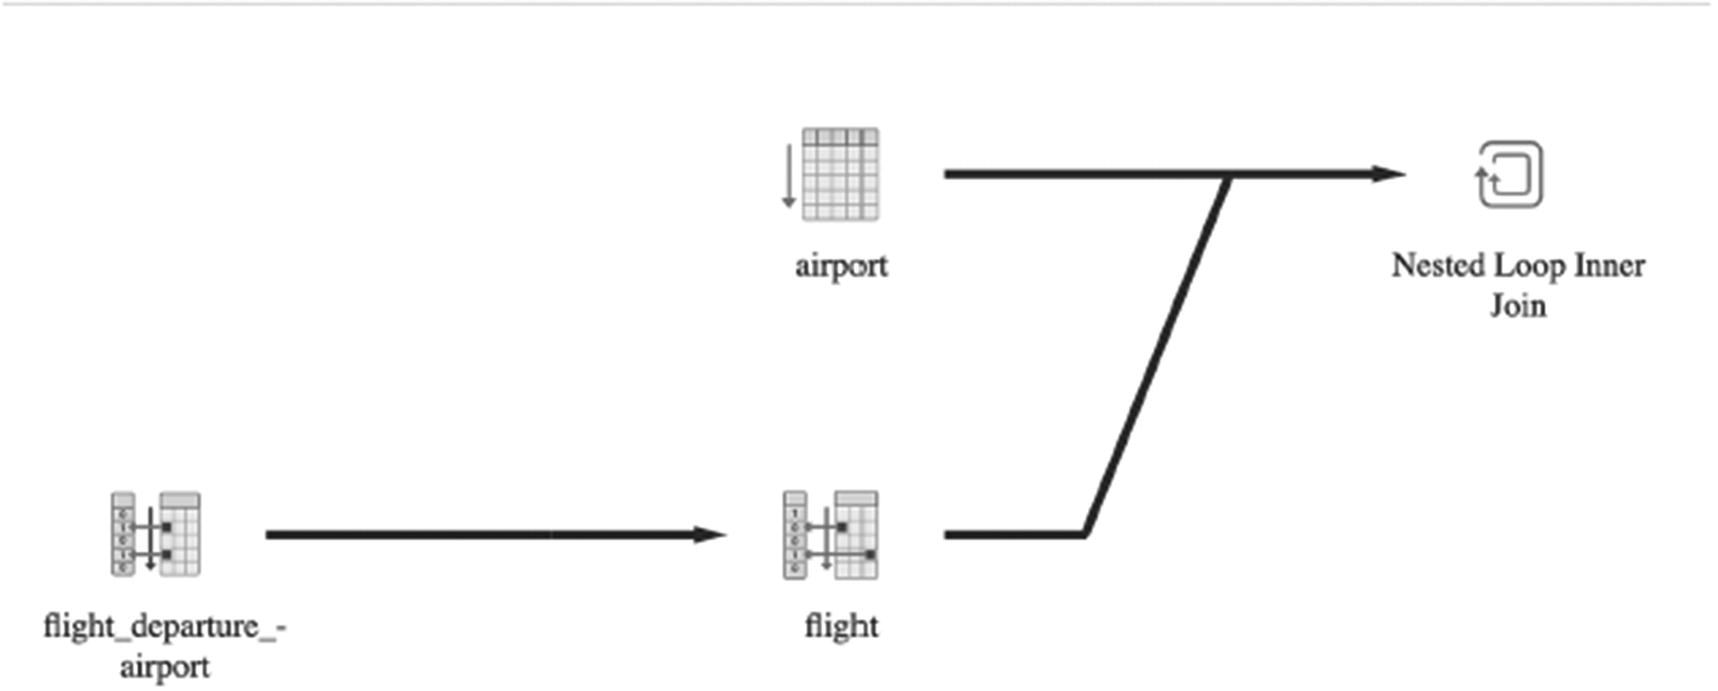 airport
Nested Loop Inner
Join
flight_departure_-
airport
flight